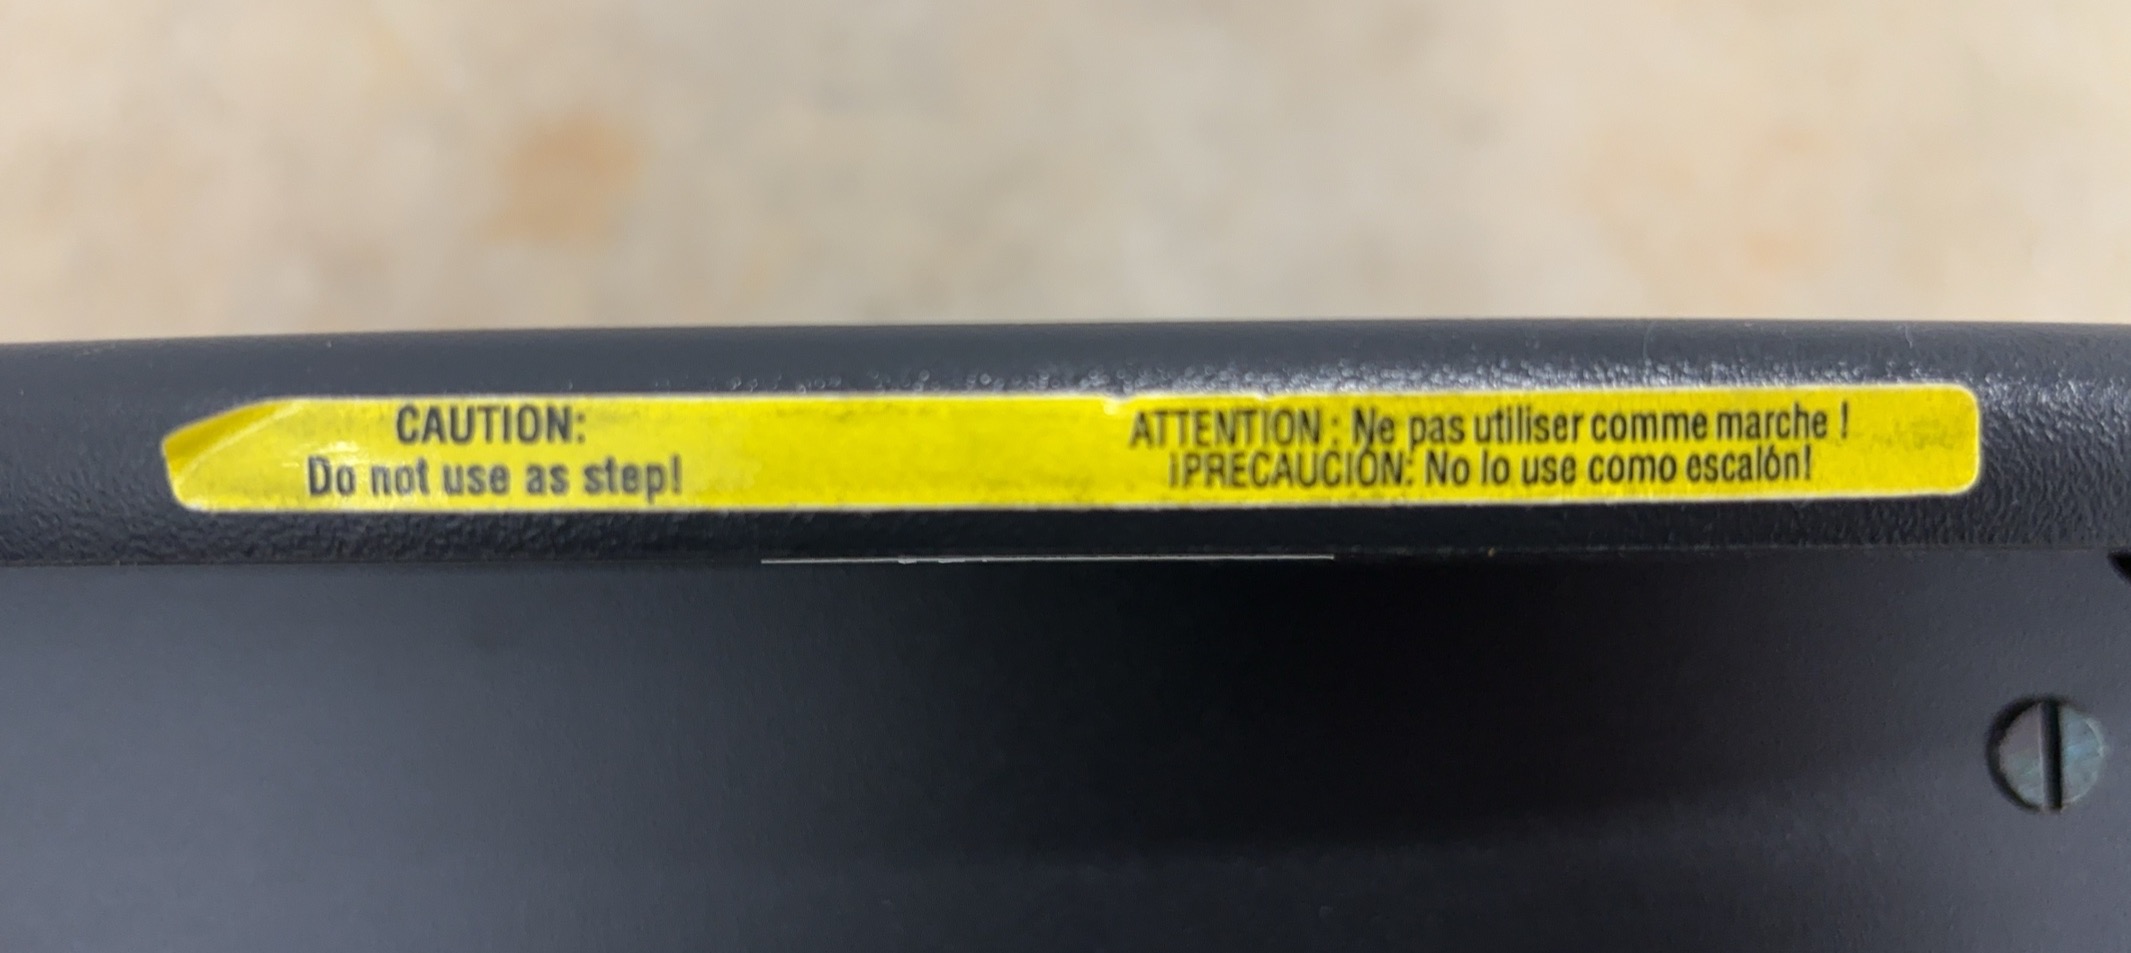 CAUTION:
Do not use as step!
ATTENTION : Ne pas utiliser comme marche !
¡PRECAUCIÓN: No lo use como escalón!